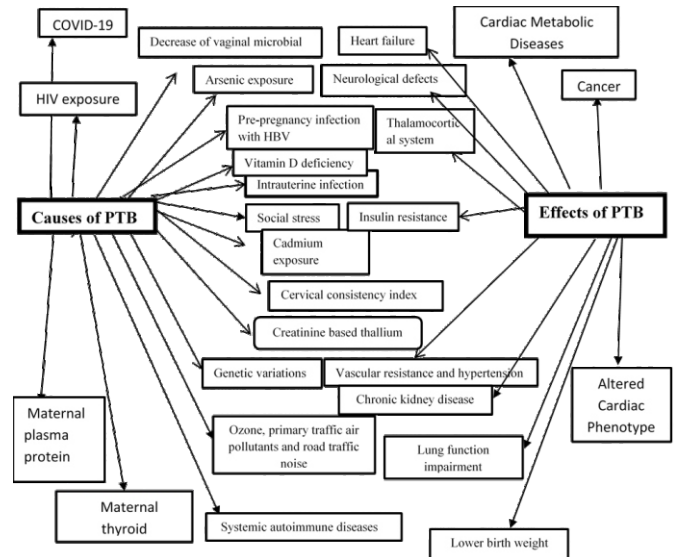 COVID-19
Decrease of vaginal microbial
Heart failure
Cardiac Metabolic
Diseases
Arsenic exposure
Neurological defects
HIV exposure
Cancer
Pre-pregnancy infection
with HBV
Thalamocortic
al system
Vitamin D deficiency
Intrauterine infection
Causes of PTB
Social stress
Insulin resistance
Effects of PTB
Cadmium
exposure
Cervical consistency index
Creatinine based thallium
Genetic variations
Vascular resistance and hypertension
Chronic kidney disease
Altered
Cardiac
Phenotype
Maternal
plasma
protein
Ozone, primary traffic air
pollutants and road traffic
noise
Lung function
impairment
Maternal
thyroid
Systemic autoimmune diseases
Lower birth weight